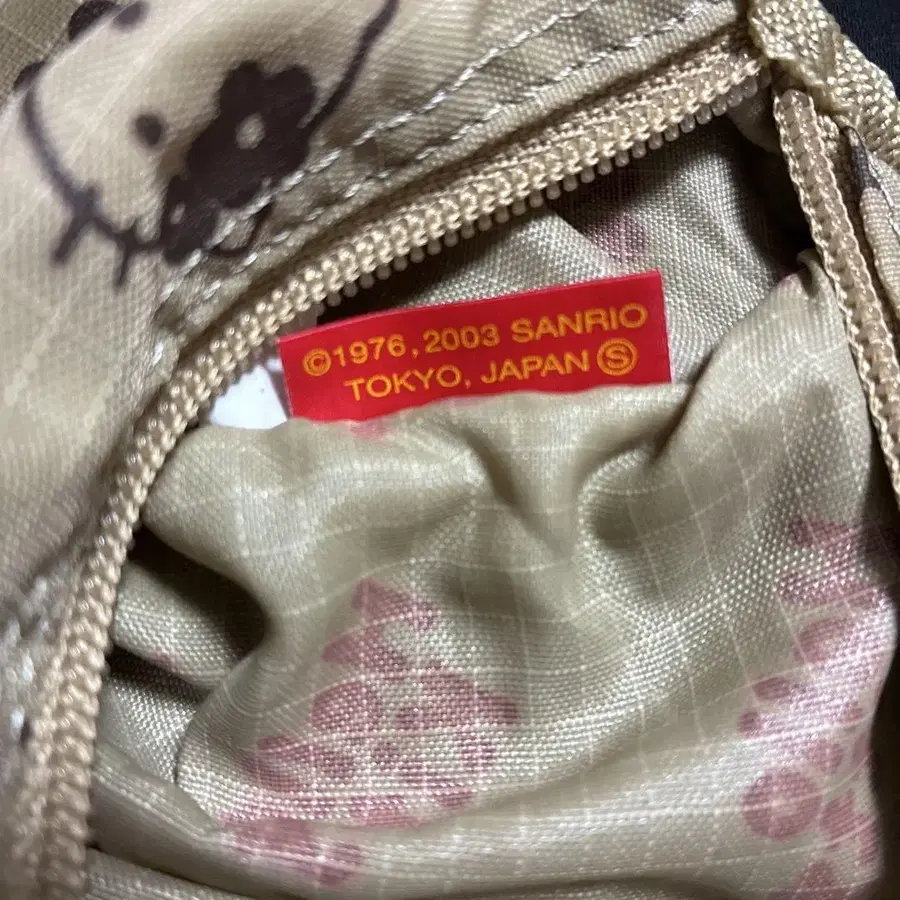 ©1976, 2003 SANRIO
TOKYO, JAPAN Ⓢ